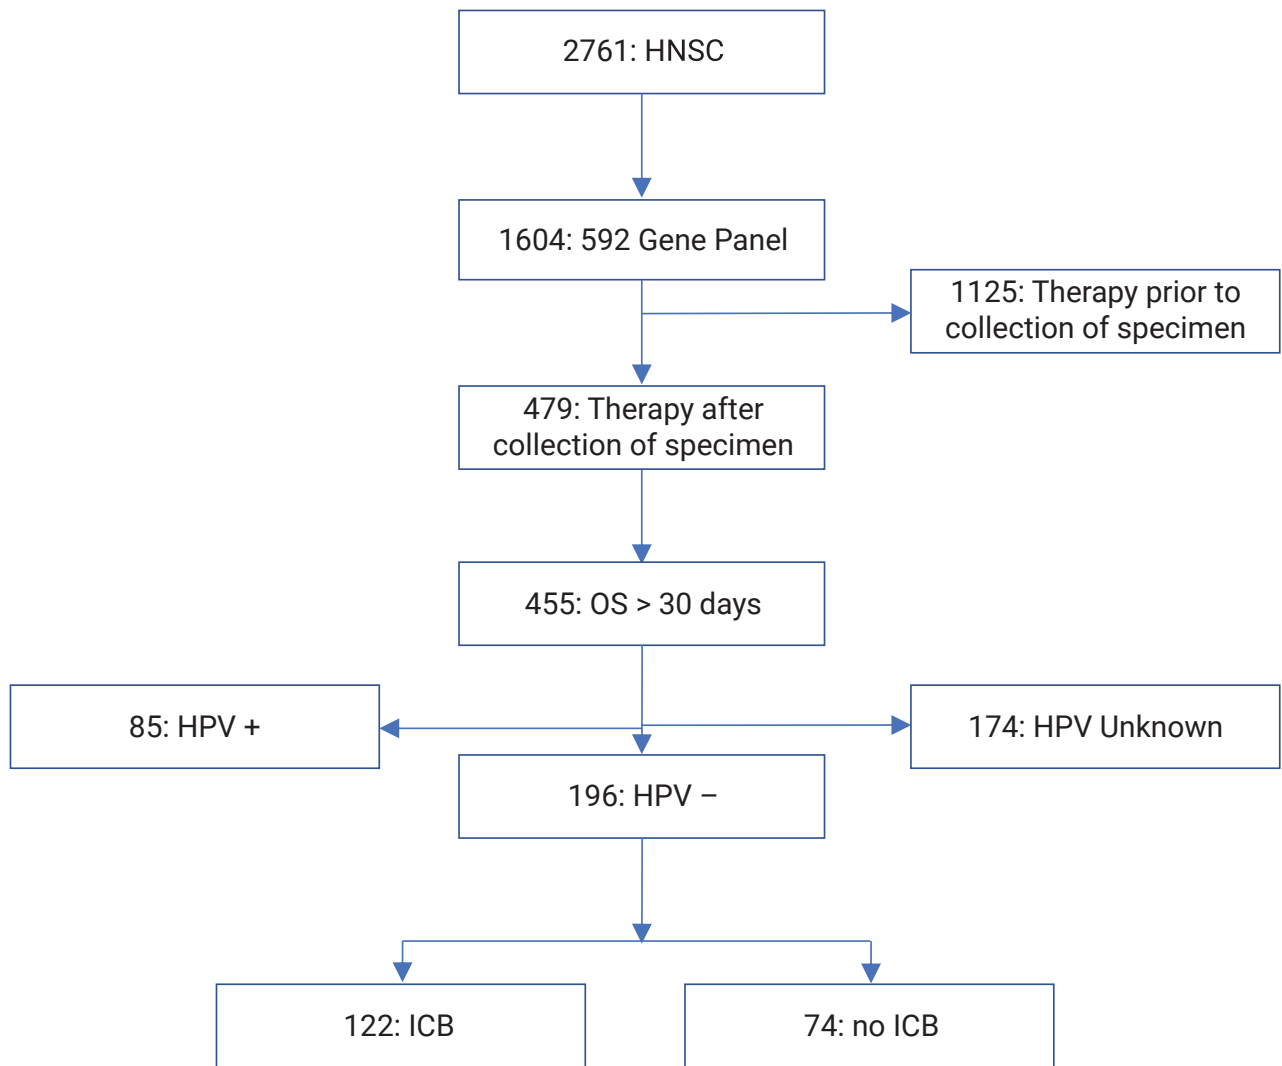 2761: HNSC
1604: 592 Gene Panel
1125: Therapy prior to
collection of specimen
479: Therapy after
collection of specimen
455: OS > 30 days
85: HPV +
174: HPV Unknown
196: HPV –
122: ICB
74: no ICB